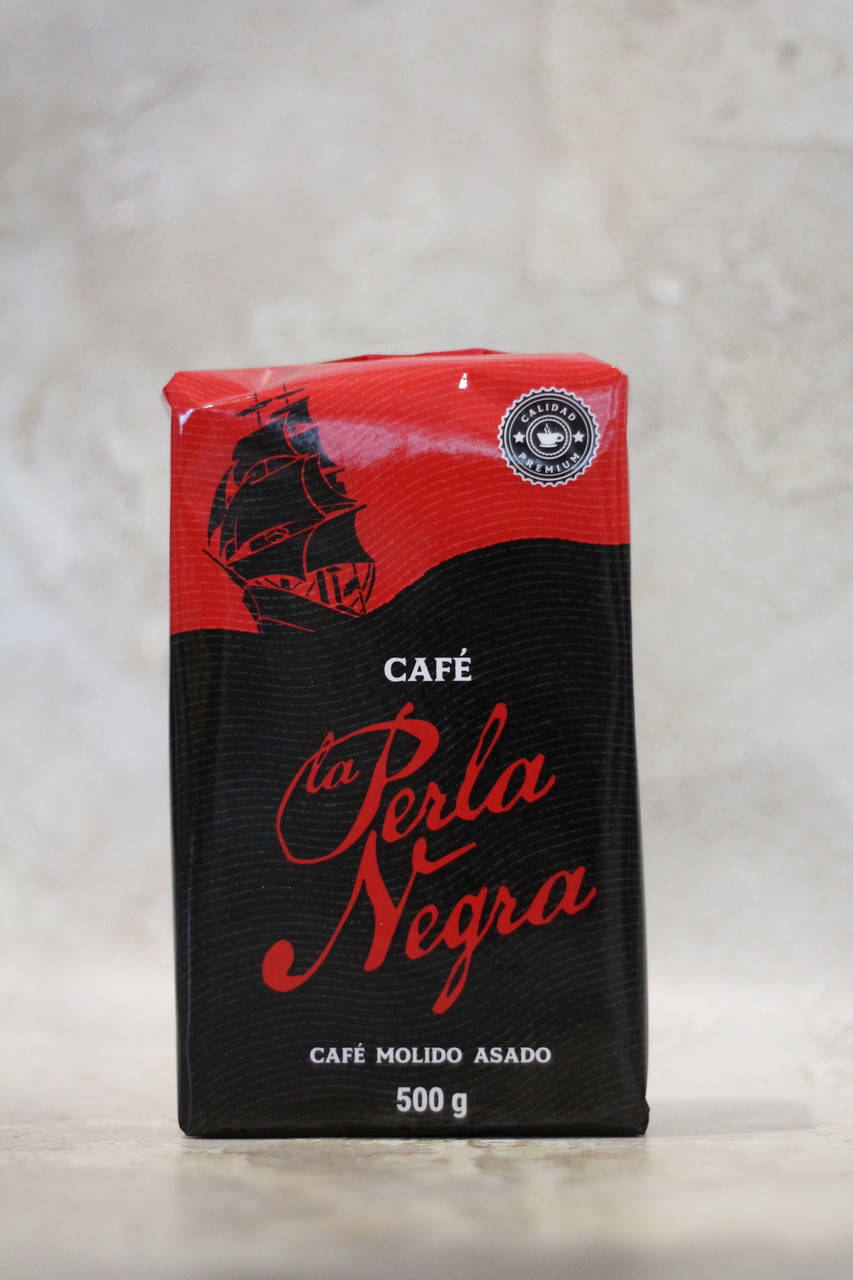 CALIDAD
PREMIUM
CAFÉ
la Perla
Negra
CAFÉ MOLIDO ASADO
500 g